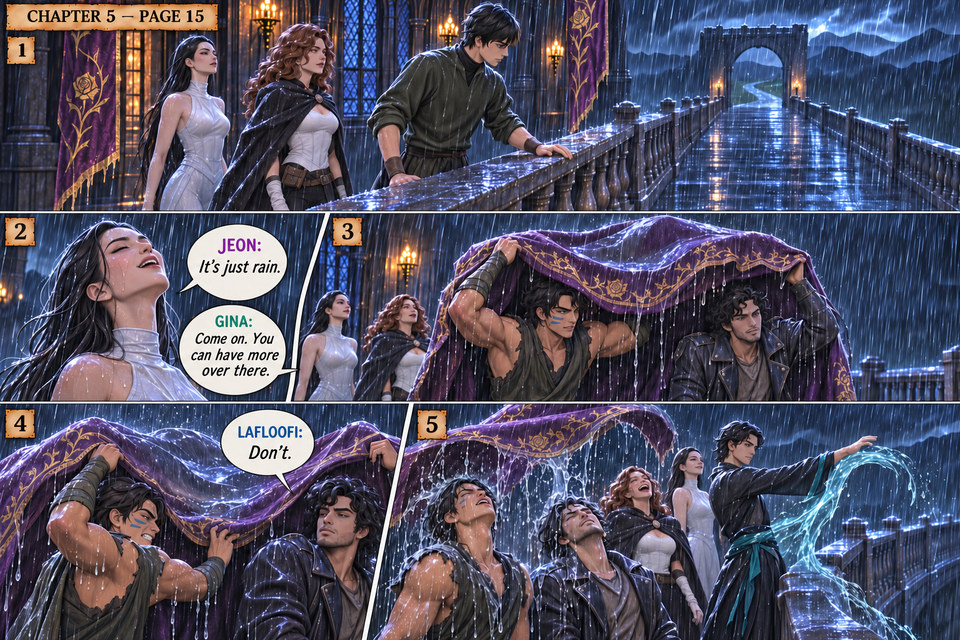 CHAPTER 5 – PAGE 15
1
2
JEON:
It's just rain.
GINA:
Come on. You
can have more
over there.
3
4
LAFLOOFI:
Don't.
5